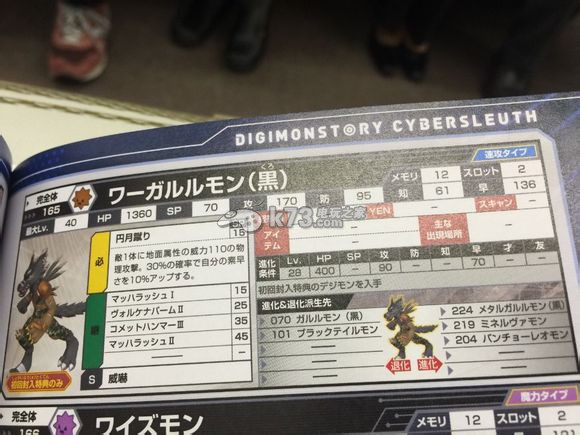 DIGIMONSTORY CYBERSLEUTH
速攻タイプ
完全体
165
ワーガルルモン（黒）
くろ
メモリ 12 スロット 2
最大Lv. 40 HP 1360 SP 70 攻 170 防 95 知 61 早 136
必
円月蹴り 15
敵1体に地面属性の威力110の物
理攻撃。30%の確率で自分の素早
さを10%アップする。
マッハラッシュⅠ 15
ヴォルケナパームⅡ 25
コメットハンマーⅢ 35
マッハラッシュⅡ 45
S 威嚇
初回封入特典のみ
YEN
スキャン
アイ
テム
主な
出現場所
進化
条件
Lv. HP SP 攻 防 知 早 才 友
28 400 — 90 — — 70 — —
初回封入特典のデジモンを入手
進化&退化派生先
070 ガルルモン（黒）
101 ブラックテイルモン
224 メタルガルルモン（黒）
219 ミネルヴァモン
204 バンチョーレオモン
退化 進化
魔力タイプ
完全体
166
ワイズモン
メモリ 12 スロット 2
k73.com
电玩之家